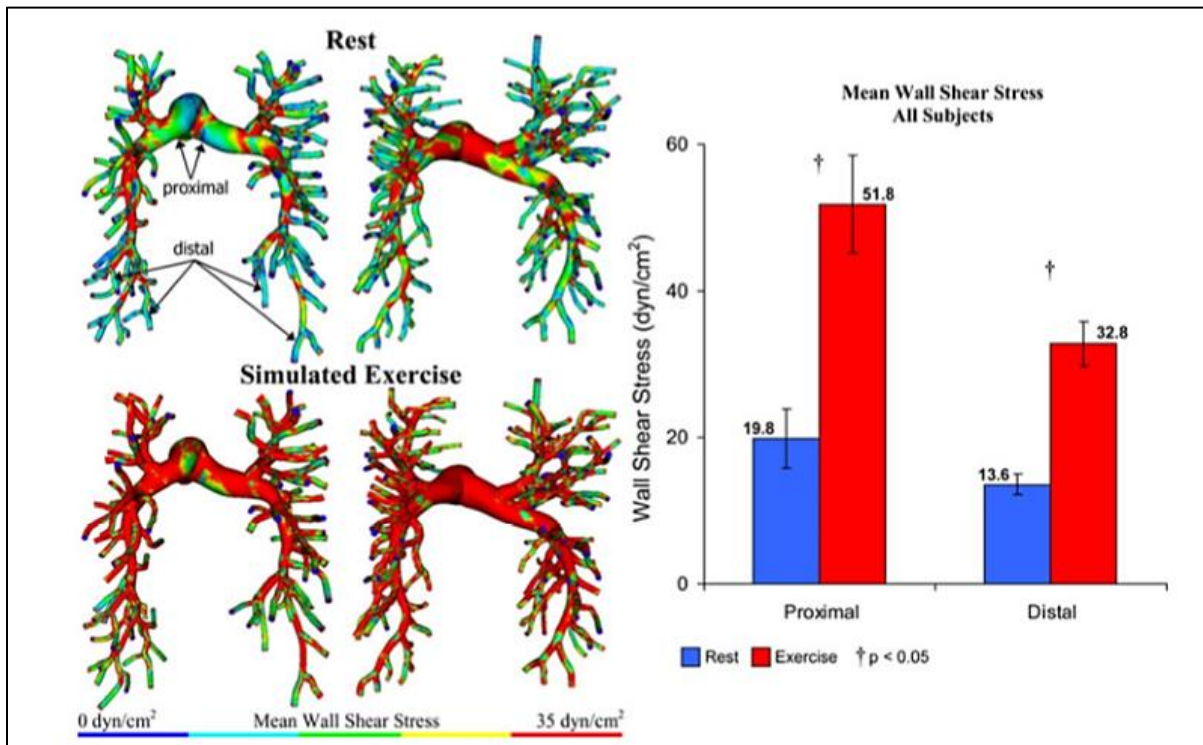 Rest
proximal
distal
Simulated Exercise
0 dyn/cm² Mean Wall Shear Stress 35 dyn/cm²
Mean Wall Shear Stress
All Subjects
Wall Shear Stress (dyn/cm²)
60
40
20
0
†
51.8
†
32.8
19.8
13.6
Proximal Distal
Rest Exercise † p < 0.05